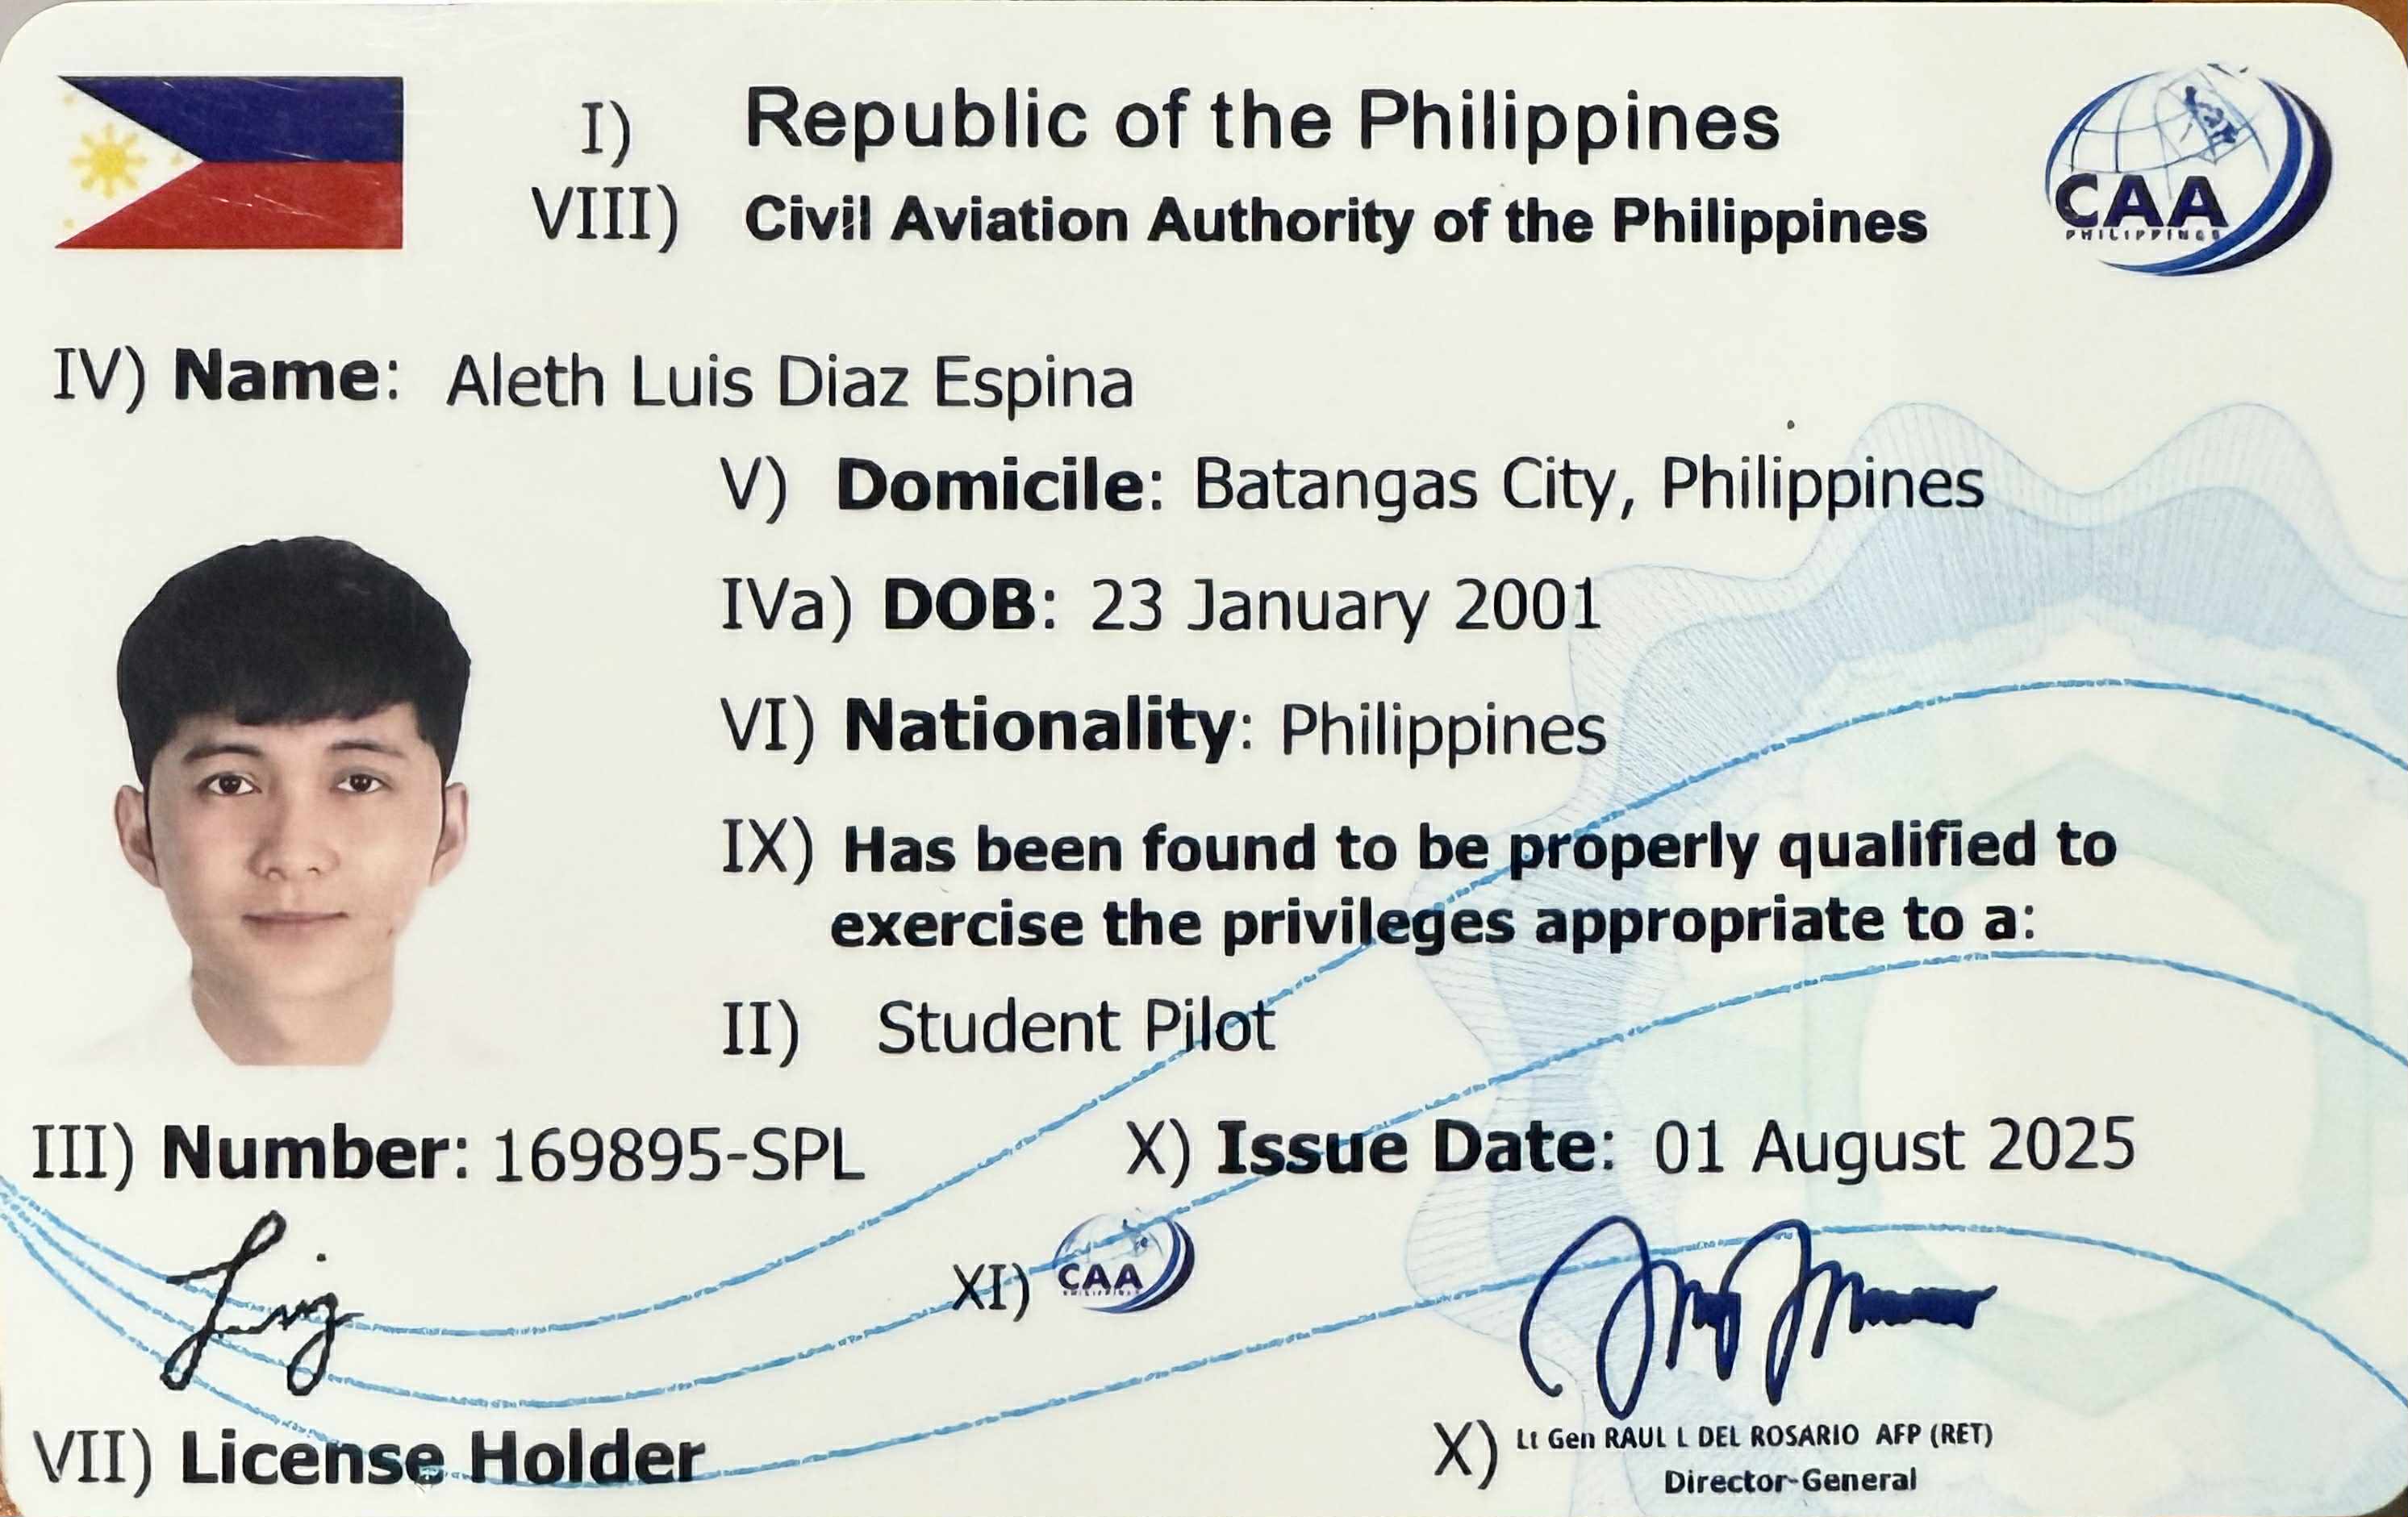 I) Republic of the Philippines
VIII) Civil Aviation Authority of the Philippines
CAA
PHILIPPINES
IV) Name: Aleth Luis Diaz Espina
V) Domicile: Batangas City, Philippines
IVa) DOB: 23 January 2001
VI) Nationality: Philippines
IX) Has been found to be properly qualified to
exercise the privileges appropriate to a:
II) Student Pilot
III) Number: 169895-SPL X) Issue Date: 01 August 2025
XI) CAA
PHILIPPINES
VII) License Holder
X) Lt Gen RAUL L DEL ROSARIO AFP (RET)
Director-General